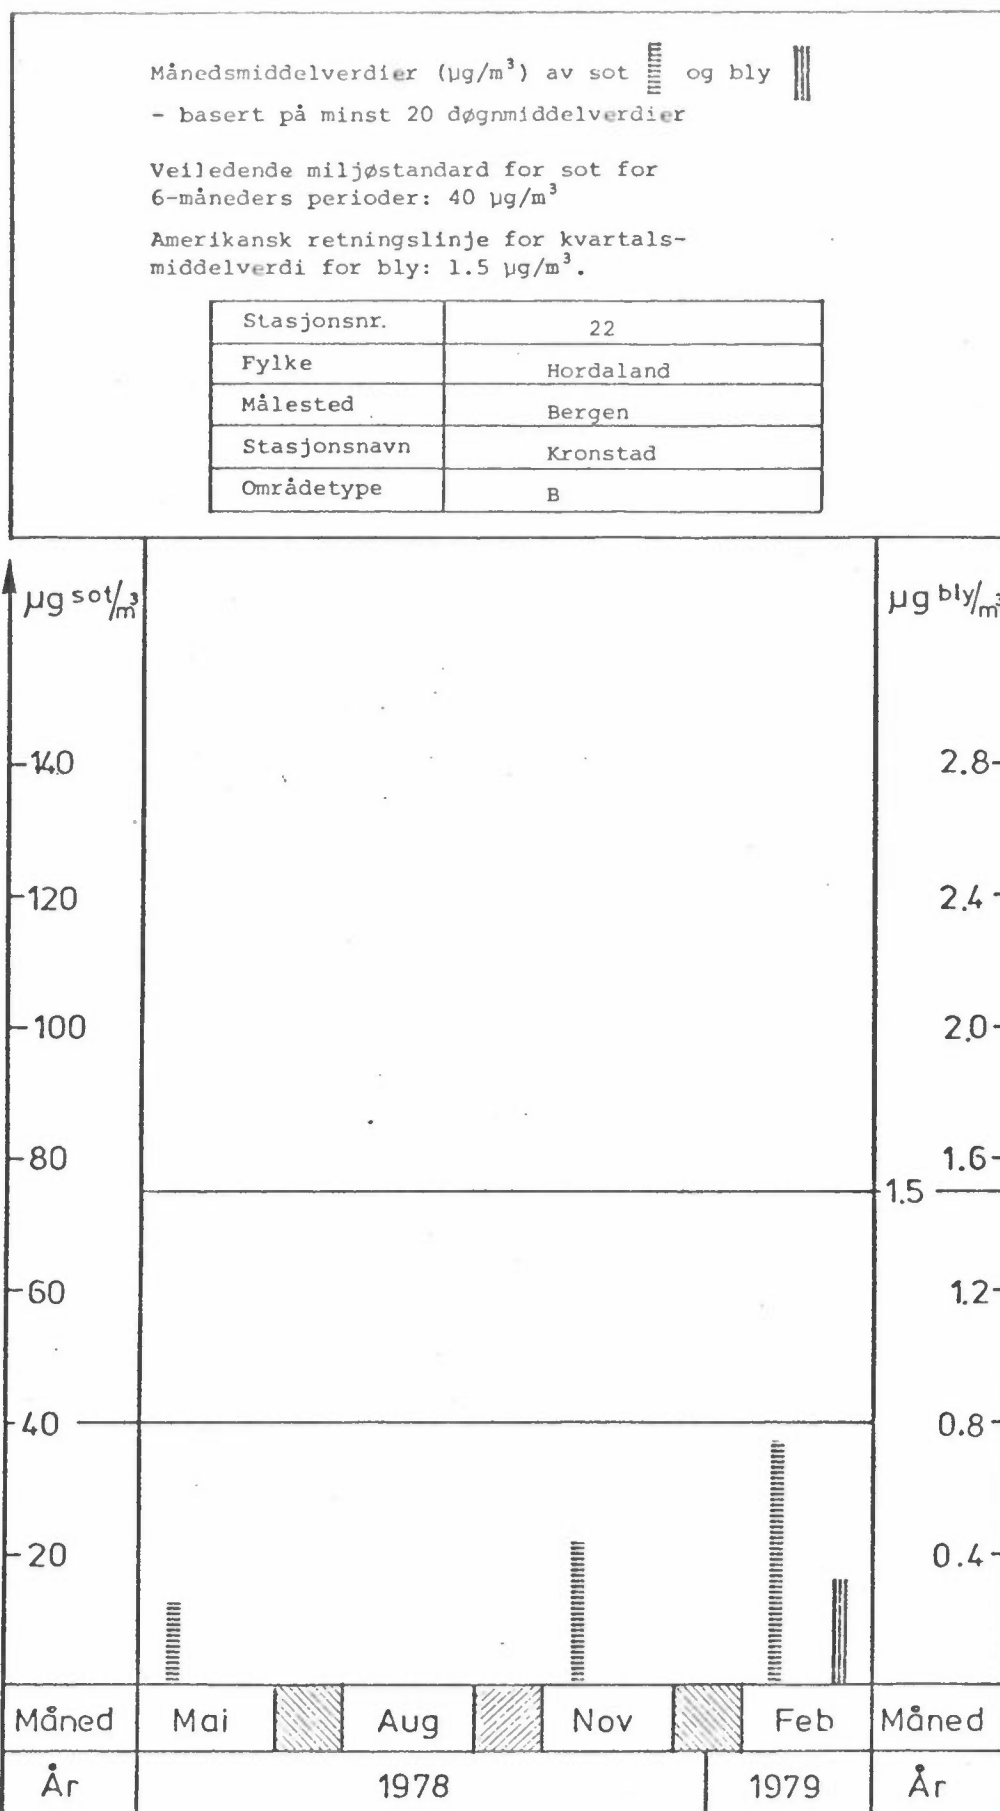 Månedsmiddelverdier (µg/m³) av sot og bly
- basert på minst 20 døgnmiddelverdier
Veiledende miljøstandard for sot for
6-måneders perioder: 40 µg/m³
Amerikansk retningslinje for kvartals-
middelverdi for bly: 1.5 µg/m³.
Stasjonsnr. 22
Fylke Hordaland
Målested Bergen
Stasjonsnavn Kronstad
Områdetype B
µg sot/m³ µg bly/m³
140 2.8
120 2.4
100 2.0
80 1.6
1.5
60 1.2
40 0.8
20 0.4
Måned Mai Aug Nov Feb Måned
År 1978 1979 År